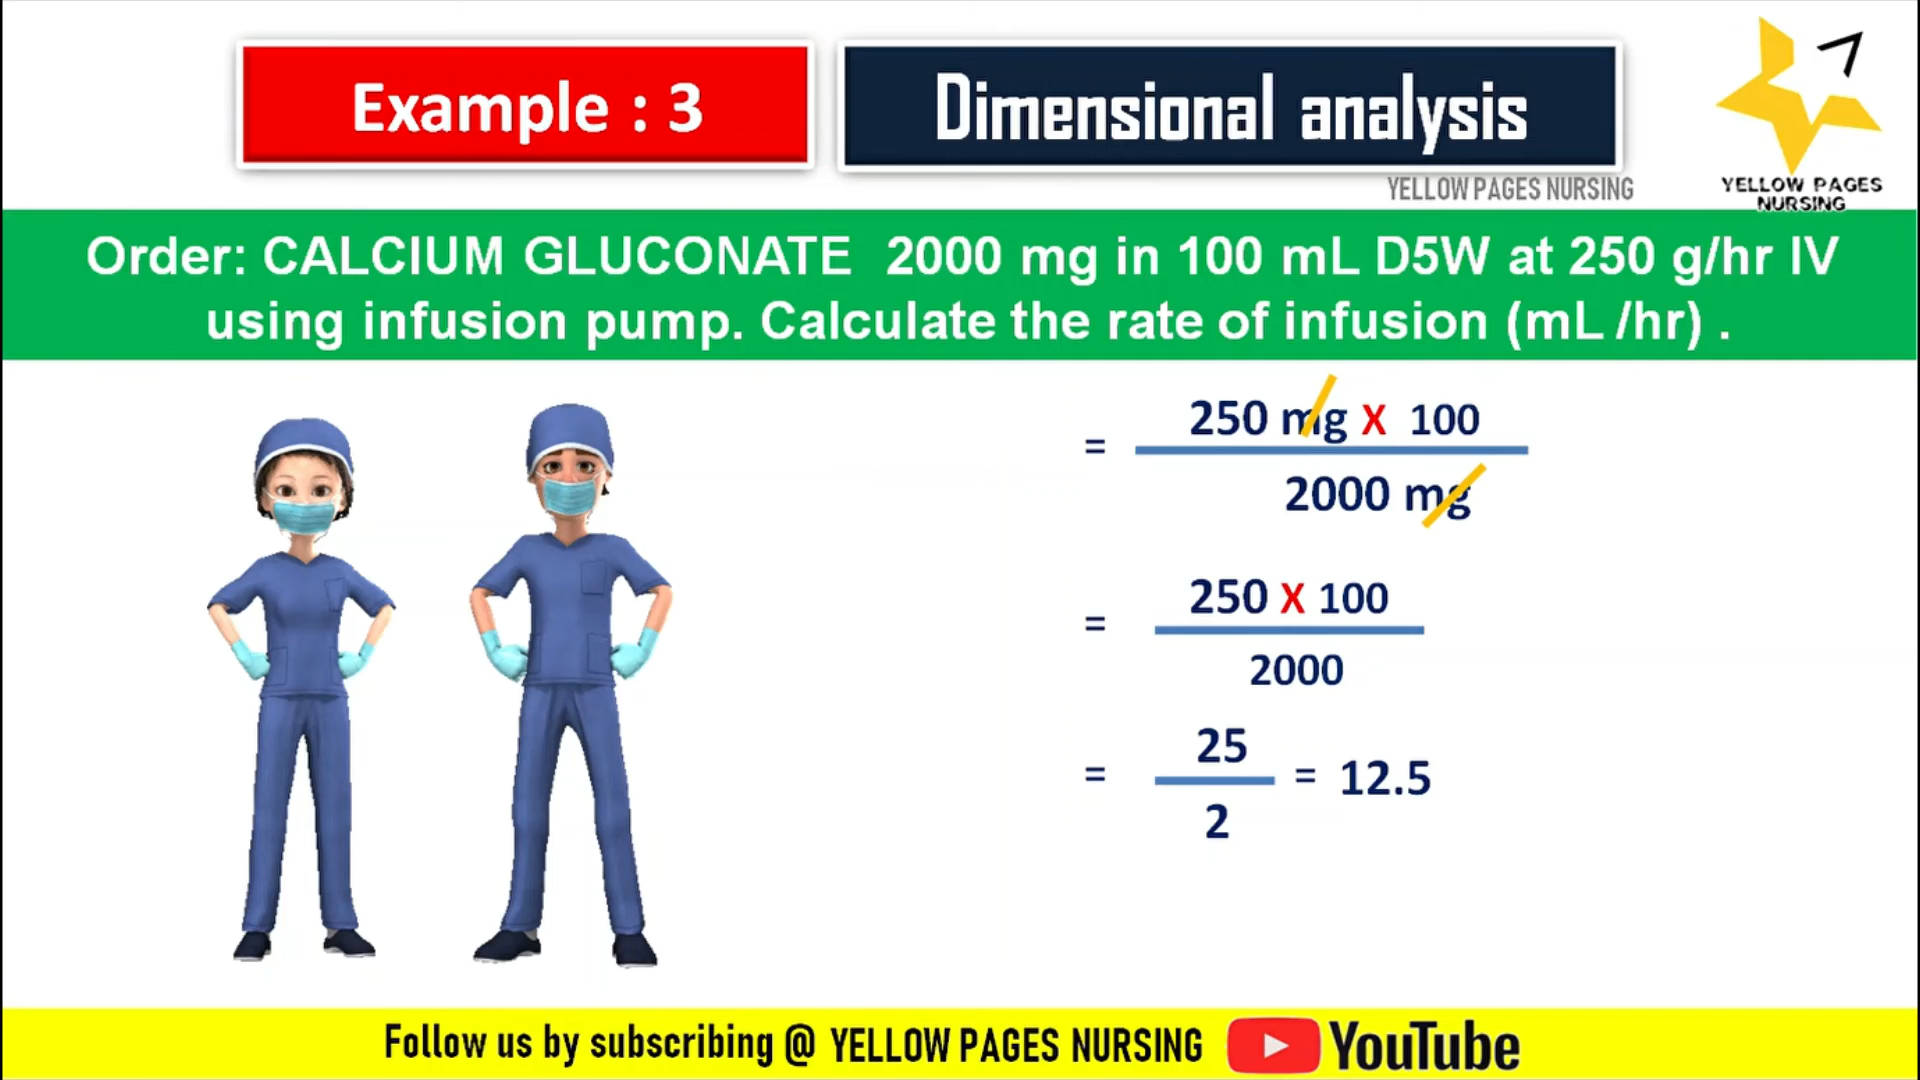 Example : 3
Dimensional analysis
YELLOW PAGES NURSING
YELLOW PAGES
NURSING
Order: CALCIUM GLUCONATE 2000 mg in 100 mL D5W at 250 g/hr IV
using infusion pump. Calculate the rate of infusion (mL /hr) .
= 250 mg X 100
2000 mg
= 250 X 100
2000
= 25
2
= 12.5
Follow us by subscribing @ YELLOW PAGES NURSING YouTube